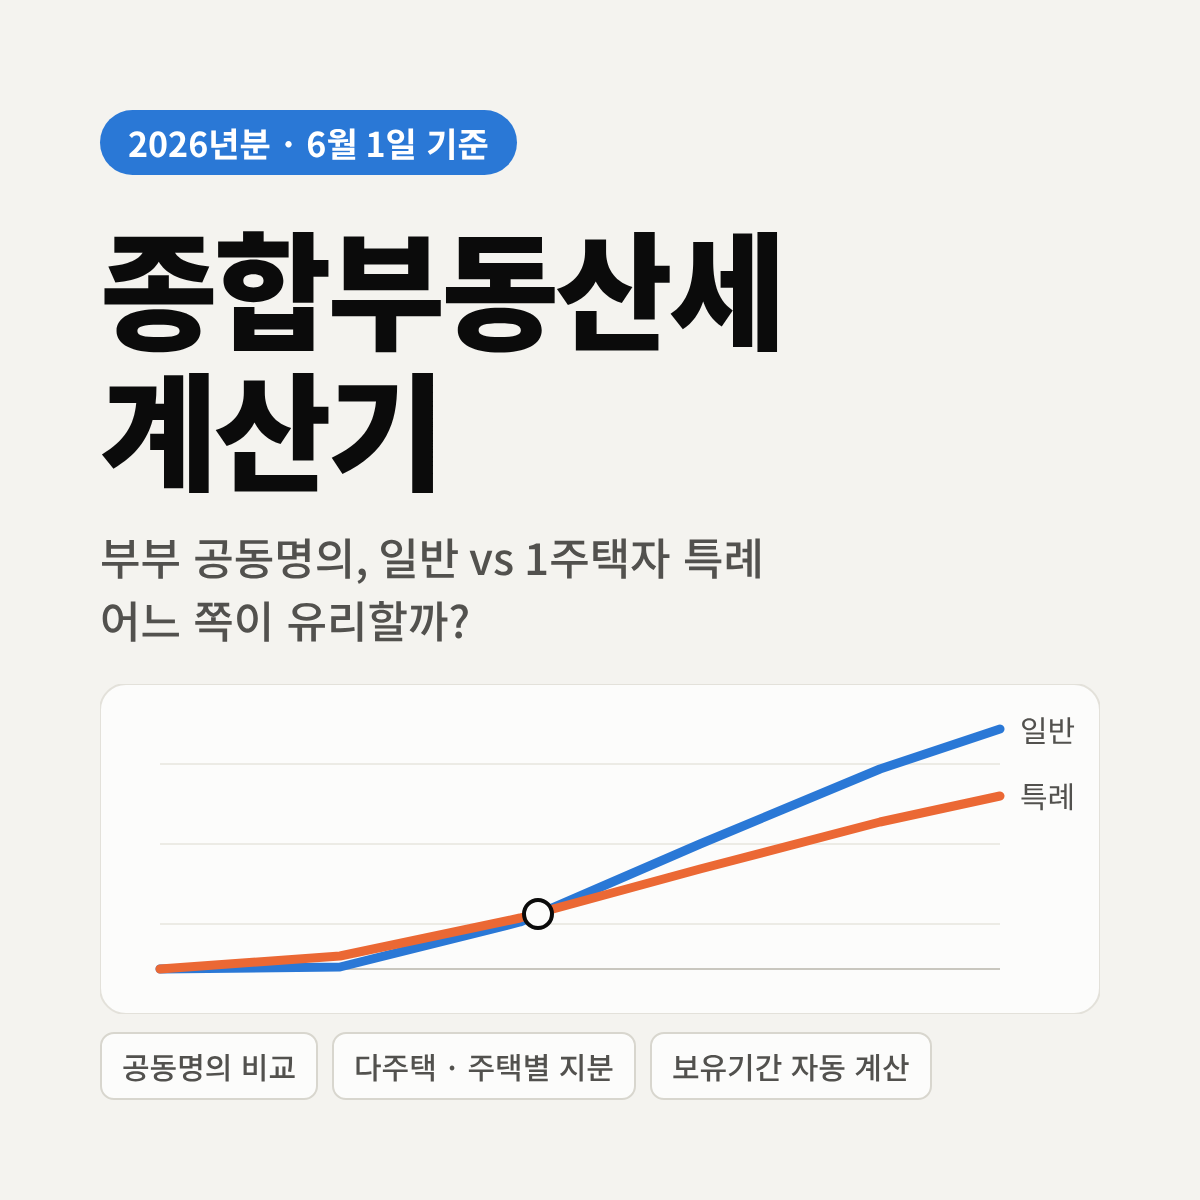 2026년분 · 6월 1일 기준
종합부동산세
계산기
부부 공동명의, 일반 vs 1주택자 특례
어느 쪽이 유리할까?
일반
특례
공동명의 비교
다주택 · 주택별 지분
보유기간 자동 계산